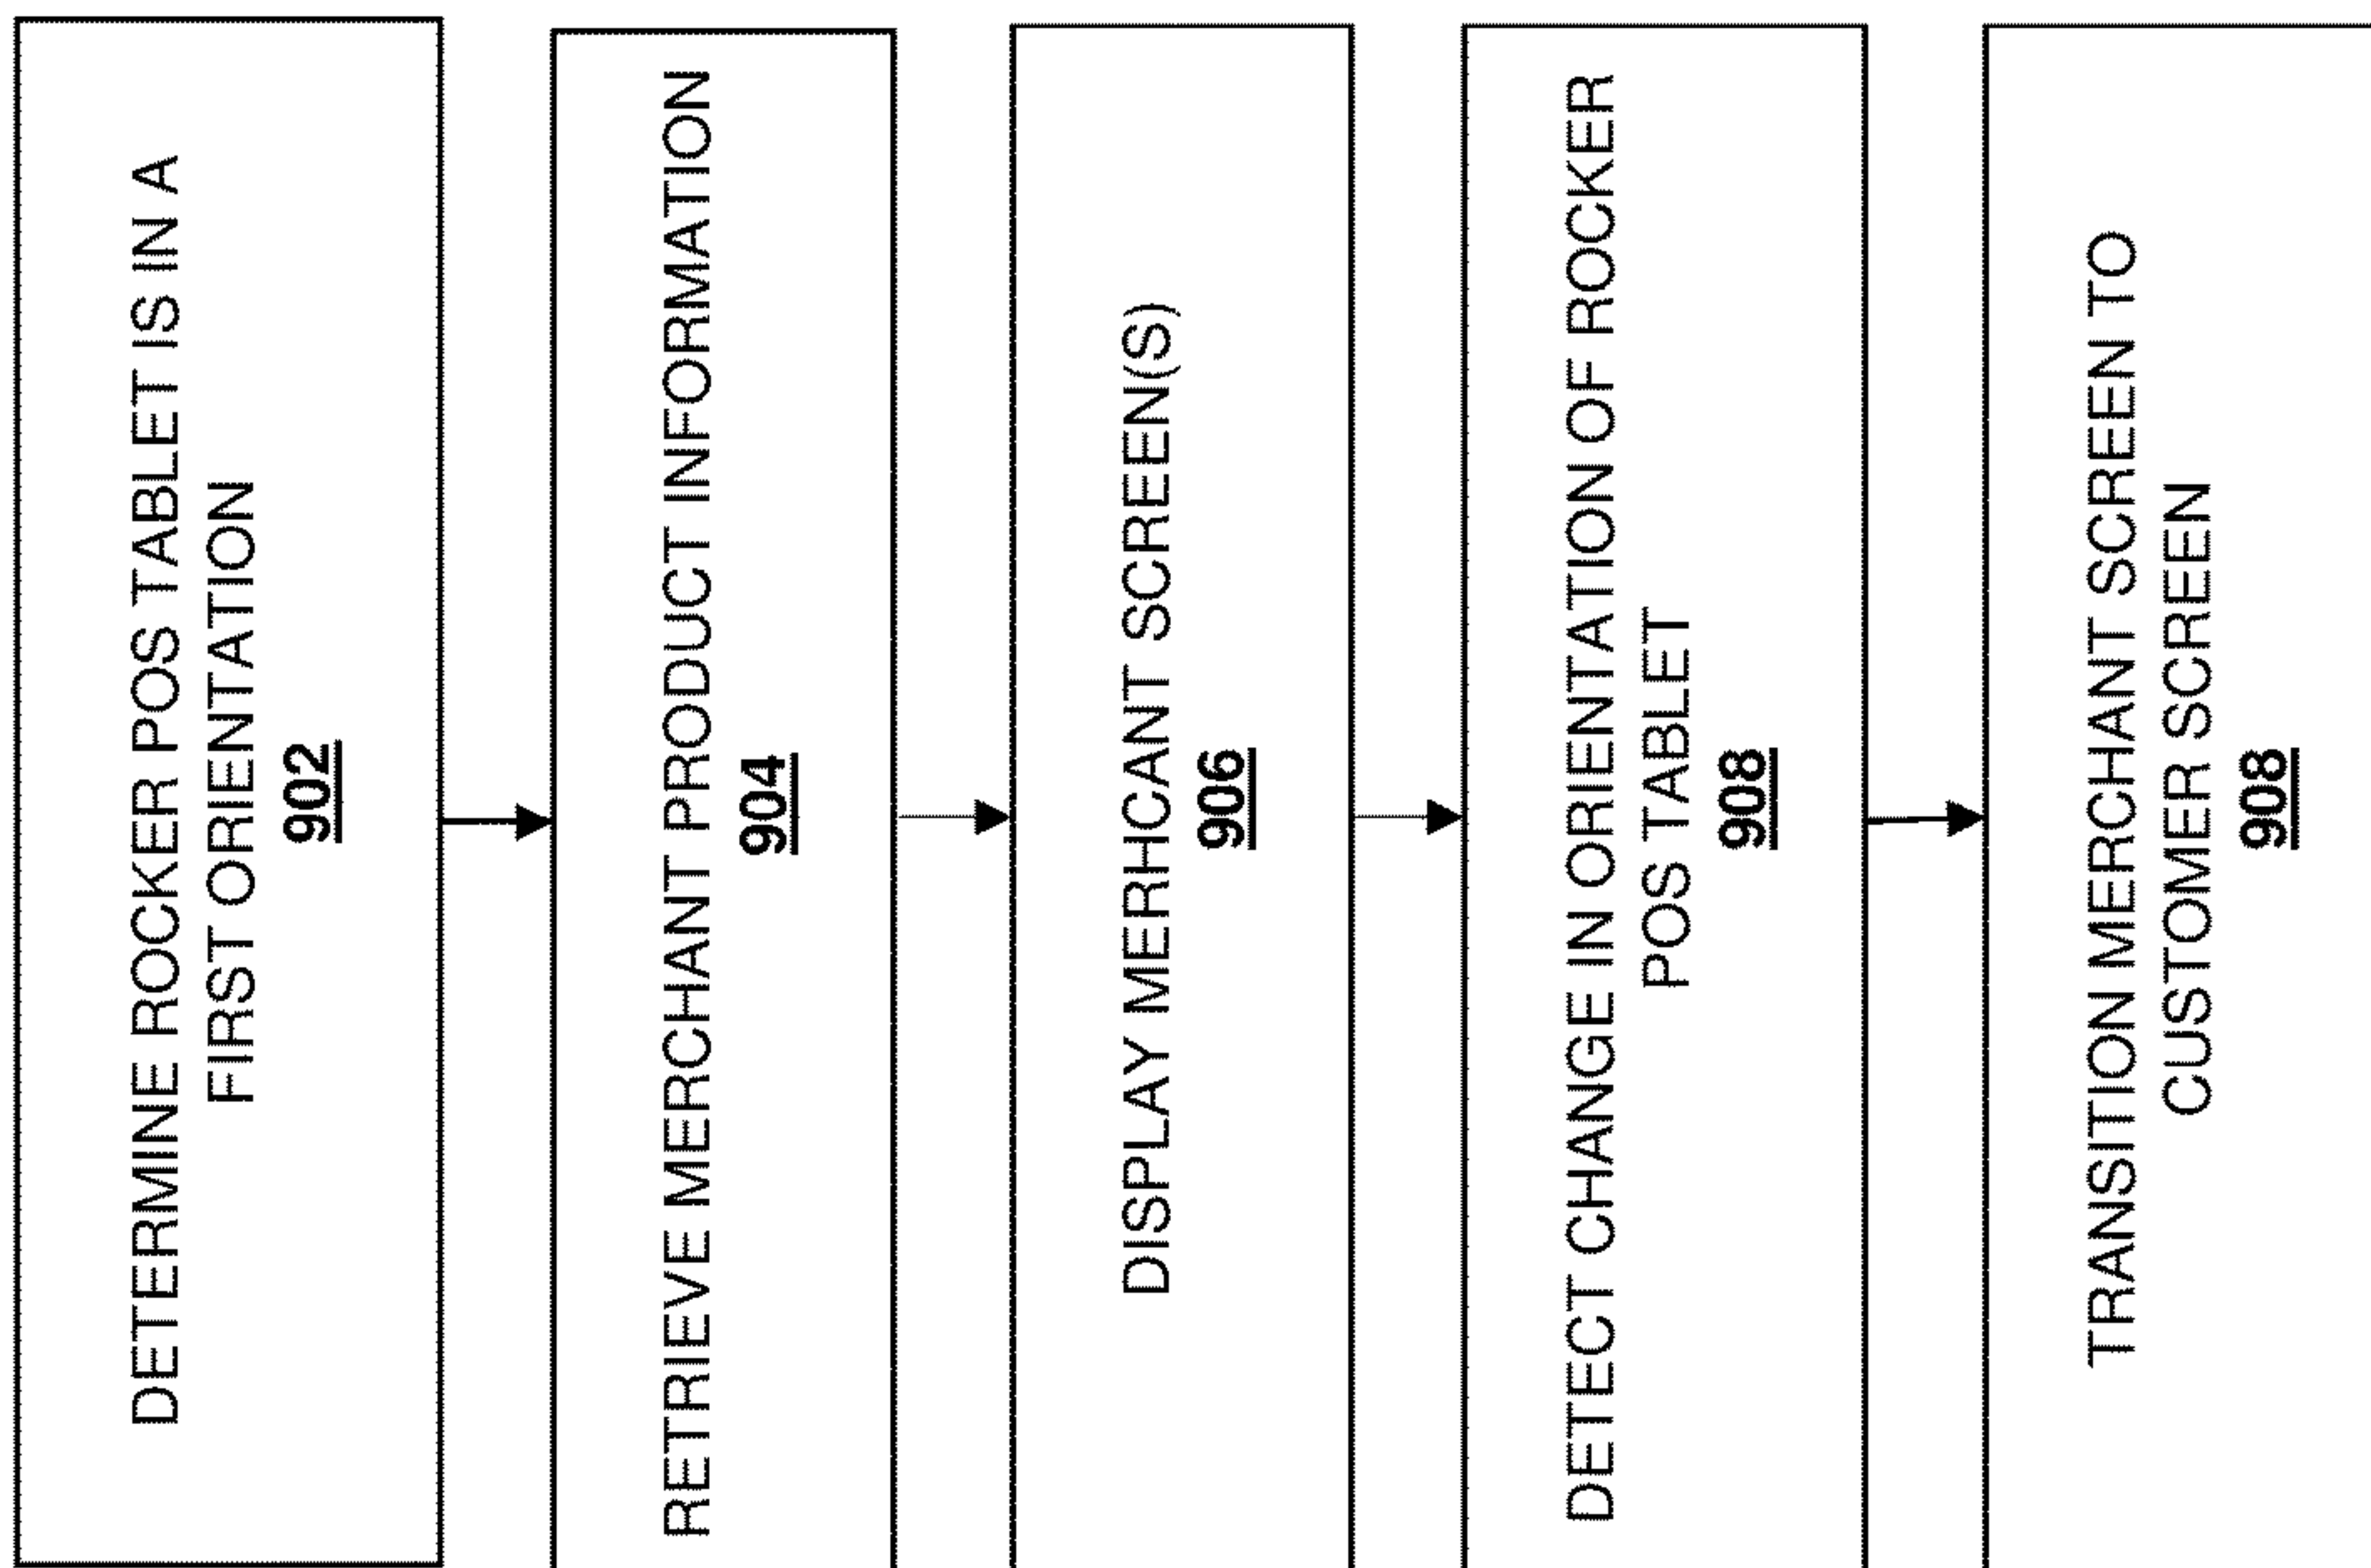 DETERMINE ROCKER POS TABLET IS IN A
FIRST ORIENTATION
902
RETRIEVE MERCHANT PRODUCT INFORMATION
904
DISPLAY MERHCANT SCREEN(S)
906
DETECT CHANGE IN ORIENTATION OF ROCKER
POS TABLET
908
TRANSITION MERCHANT SCREEN TO
CUSTOMER SCREEN
908